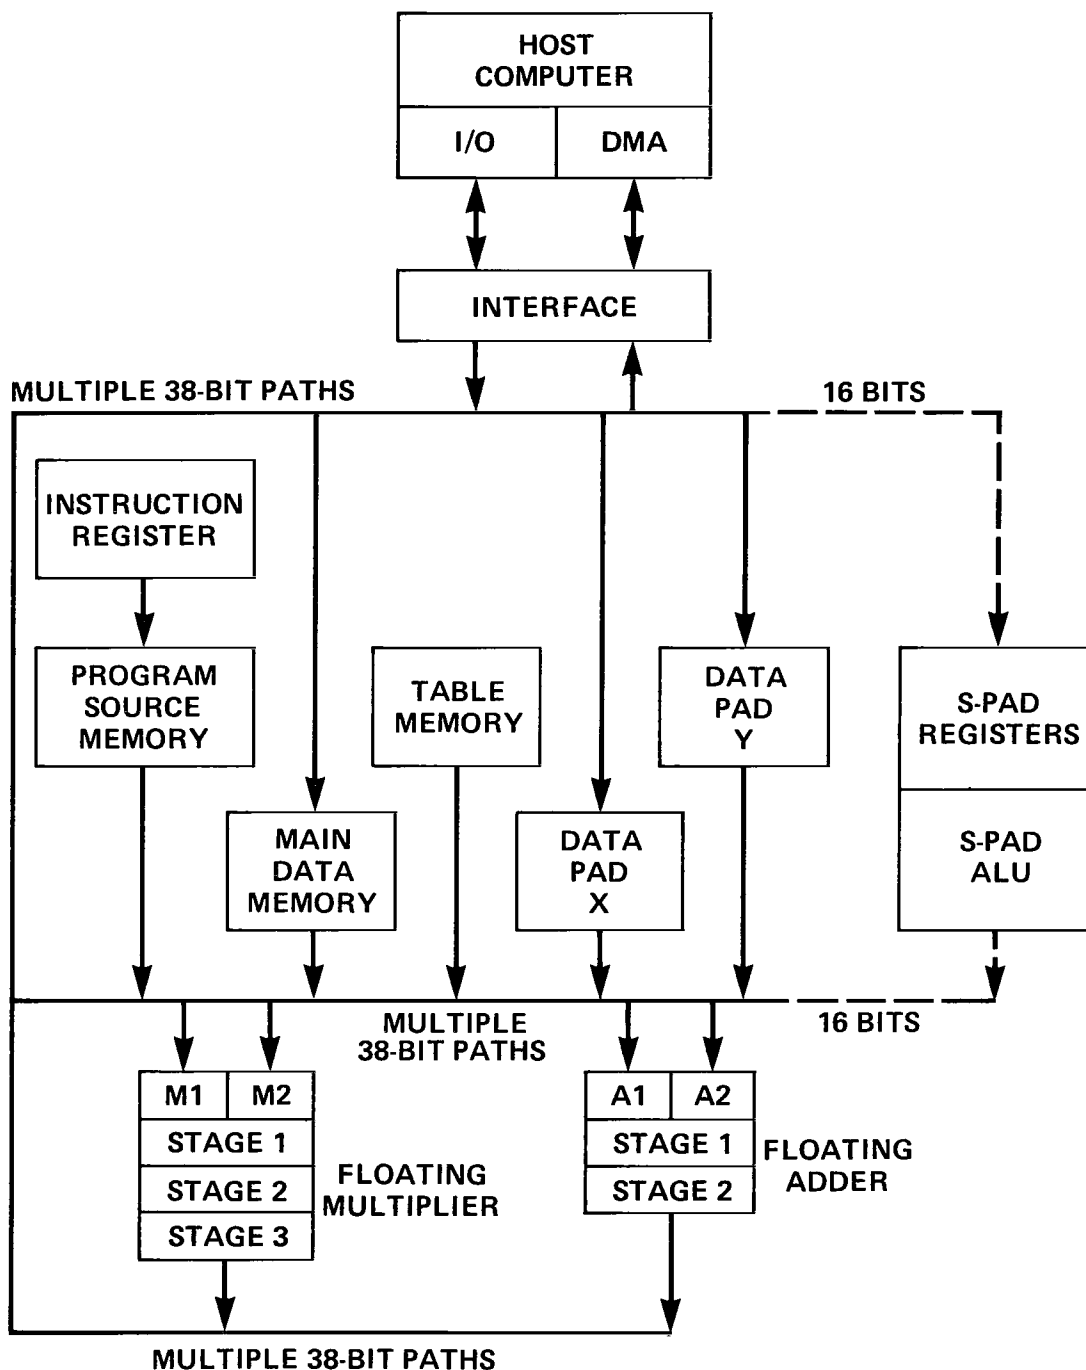 HOST
COMPUTER
I/O
DMA
INTERFACE
MULTIPLE 38-BIT PATHS
16 BITS
INSTRUCTION
REGISTER
PROGRAM
SOURCE
MEMORY
TABLE
MEMORY
DATA
PAD
Y
S-PAD
REGISTERS
MAIN
DATA
MEMORY
DATA
PAD
X
S-PAD
ALU
MULTIPLE
38-BIT PATHS
16 BITS
M1
M2
STAGE 1
STAGE 2
STAGE 3
FLOATING
MULTIPLIER
A1
A2
STAGE 1
STAGE 2
FLOATING
ADDER
MULTIPLE 38-BIT PATHS